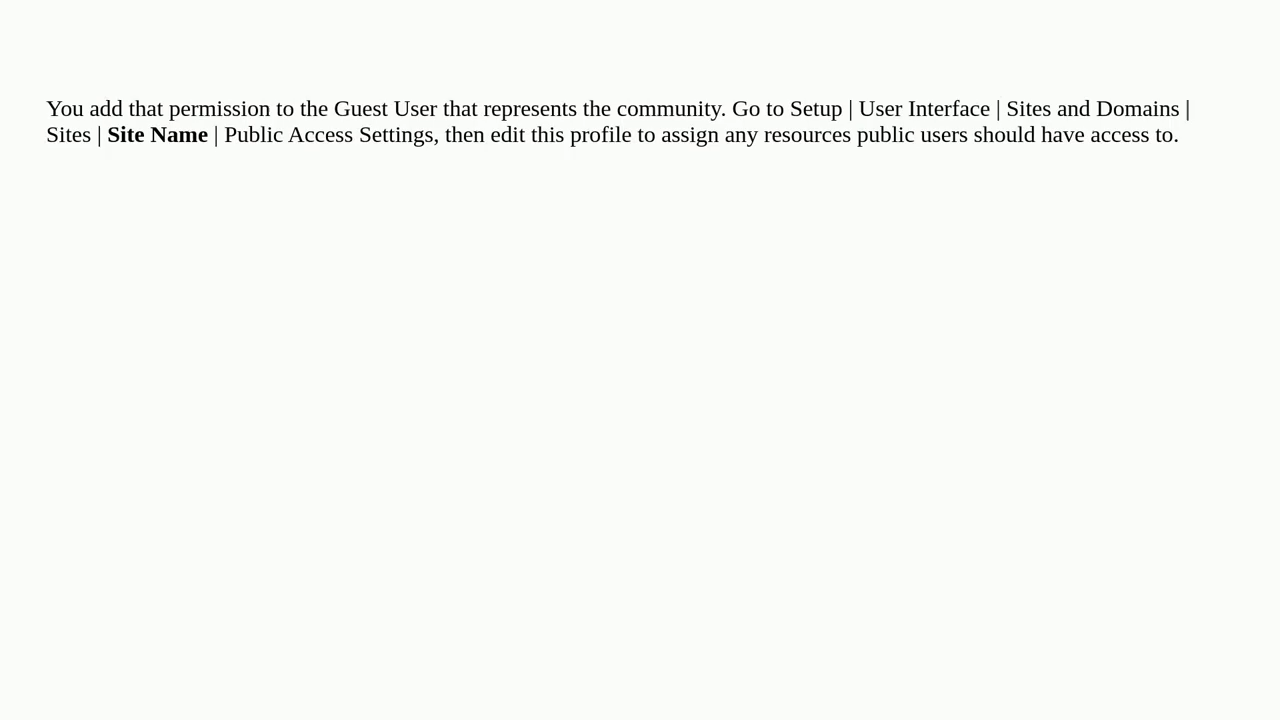 You add that permission to the Guest User that represents the community. Go to Setup | User Interface | Sites and Domains |
Sites | Site Name | Public Access Settings, then edit this profile to assign any resources public users should have access to.